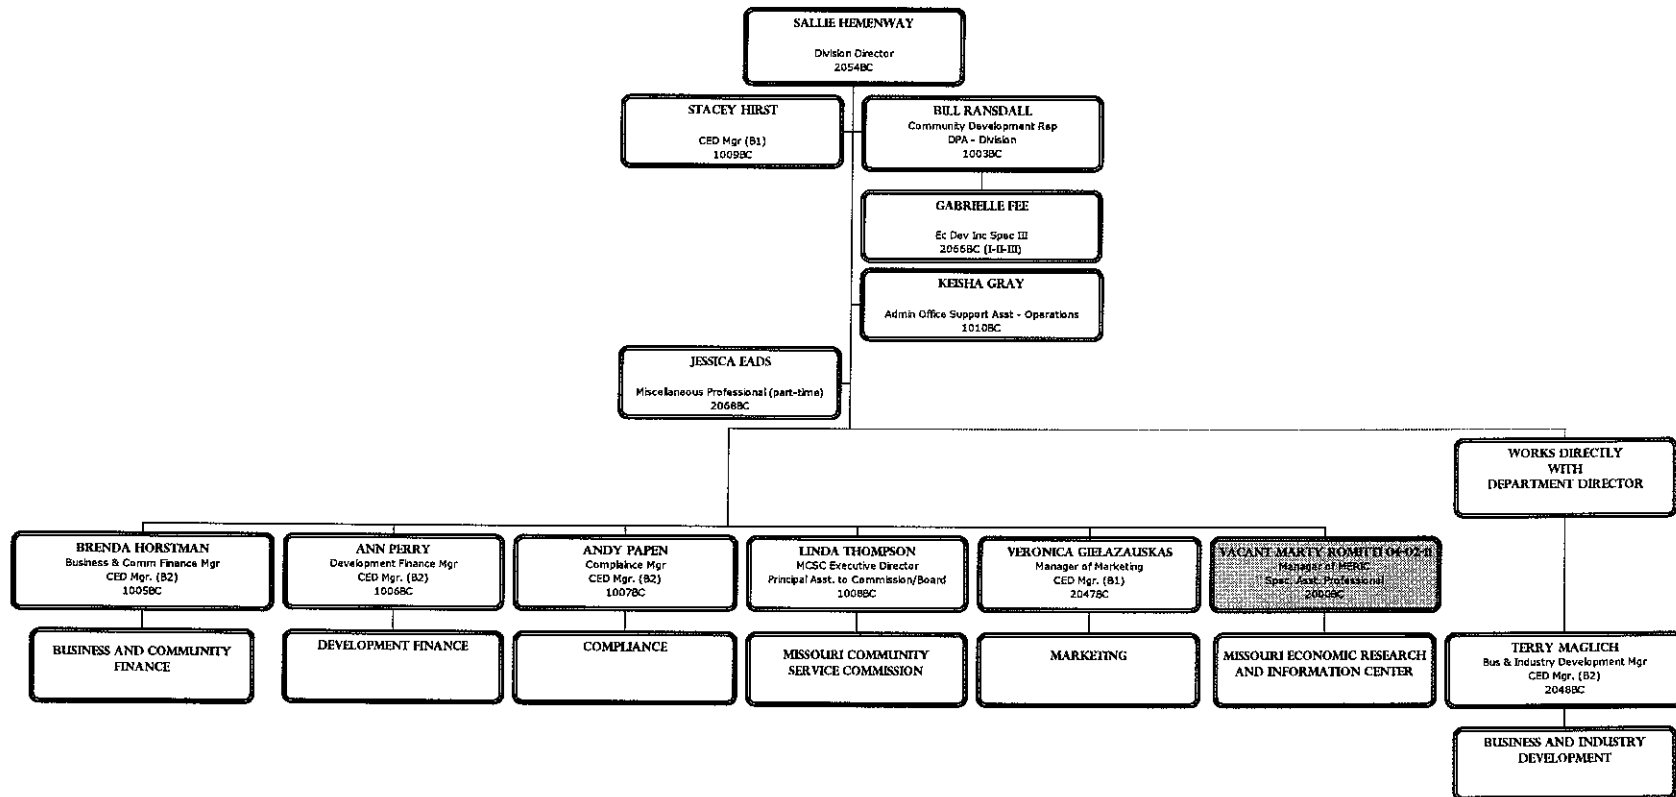 SALLIE HEMENWAY
Division Director
2054BC
STACEY HIRST
CED Mgr (B1)
1009BC
BILL RANSDALL
Community Development Rep
DPA - Division
1003BC
GABRIELLE FEE
Ec Dev Inc Spec III
2066BC (I-II-III)
KEISHA GRAY
Admin Office Support Asst - Operations
1010BC
JESSICA EADS
Miscellaneous Professional (part-time)
2068BC
WORKS DIRECTLY
WITH
DEPARTMENT DIRECTOR
BRENDA HORSTMAN
Business & Comm Finance Mgr
CED Mgr. (B2)
1005BC
ANN PERRY
Development Finance Mgr
CED Mgr. (B2)
1006BC
ANDY PAPEN
Complaince Mgr
CED Mgr. (B2)
1007BC
LINDA THOMPSON
MCSC Executive Director
Principal Asst. to Commission/Board
1008BC
VERONICA GIELAZAUSKAS
Manager of Marketing
CED Mgr. (B1)
2047BC
VACANT MARTY ROMITTI 04-02-11
Manager of MERIC
Spec. Asst. Professional
2000BC
BUSINESS AND COMMUNITY
FINANCE
DEVELOPMENT FINANCE
COMPLIANCE
MISSOURI COMMUNITY
SERVICE COMMISSION
MARKETING
MISSOURI ECONOMIC RESEARCH
AND INFORMATION CENTER
TERRY MAGLICH
Bus & Industry Development Mgr
CED Mgr. (B2)
2048BC
BUSINESS AND INDUSTRY
DEVELOPMENT